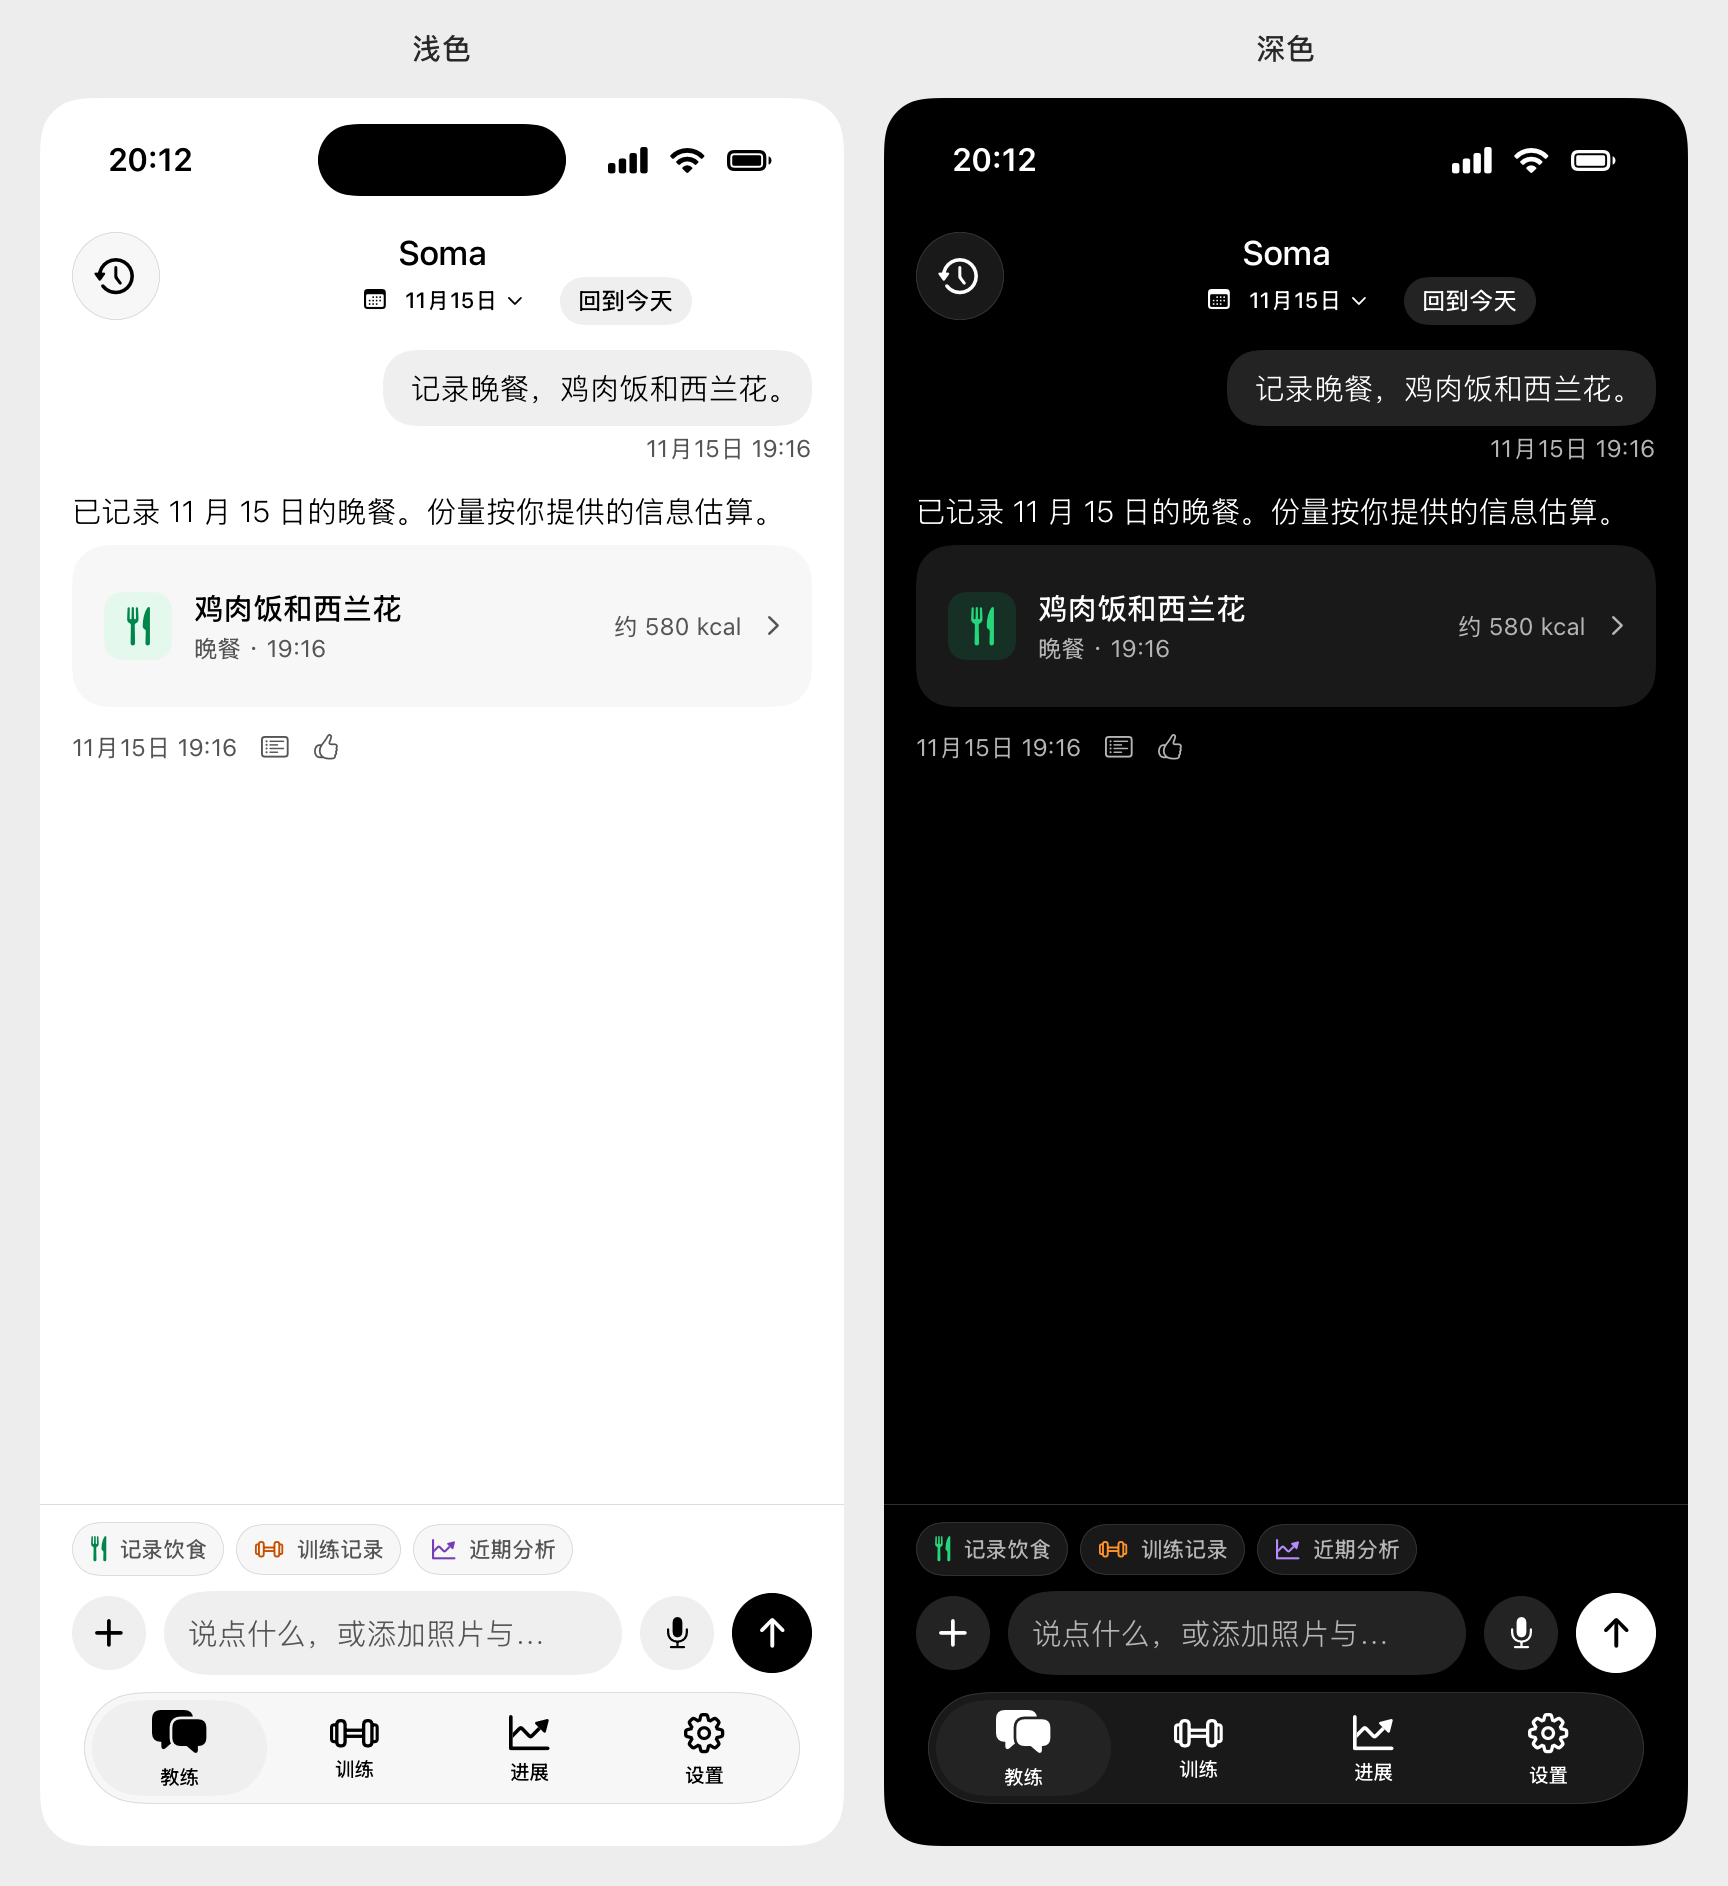 浅色
20:12
Soma
11月15日
回到今天
记录晚餐，鸡肉饭和西兰花。
11月15日 19:16
已记录 11 月 15 日的晚餐。份量按你提供的信息估算。
鸡肉饭和西兰花
晚餐 · 19:16
约 580 kcal
11月15日 19:16
记录饮食
训练记录
近期分析
说点什么，或添加照片与...
教练
训练
进展
设置
深色
20:12
Soma
11月15日
回到今天
记录晚餐，鸡肉饭和西兰花。
11月15日 19:16
已记录 11 月 15 日的晚餐。份量按你提供的信息估算。
鸡肉饭和西兰花
晚餐 · 19:16
约 580 kcal
11月15日 19:16
记录饮食
训练记录
近期分析
说点什么，或添加照片与...
教练
训练
进展
设置